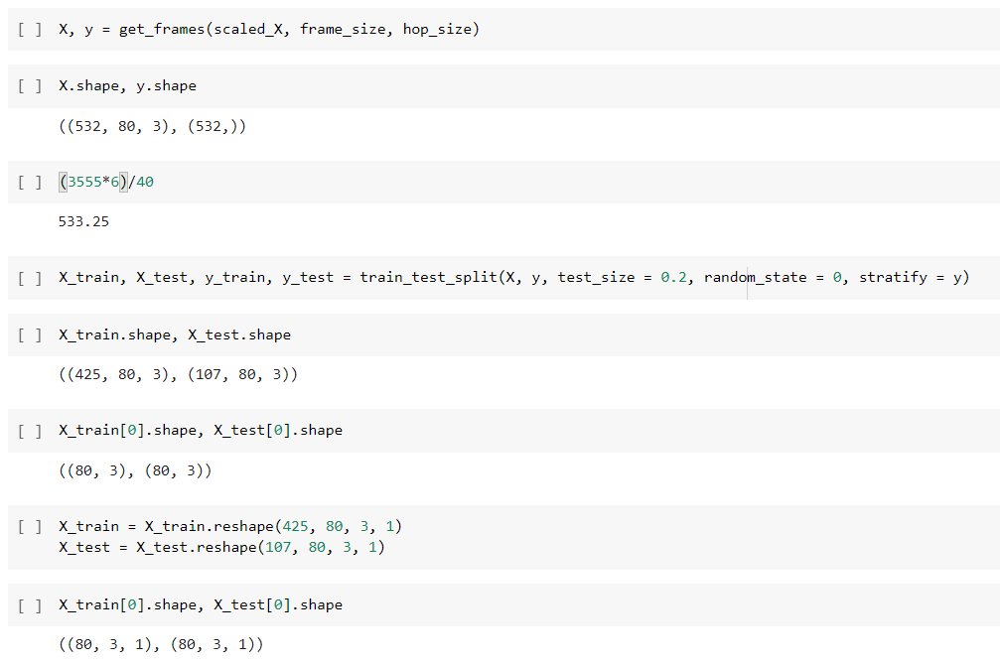 [ ] X, y = get_frames(scaled_X, frame_size, hop_size)
[ ] X.shape, y.shape
((532, 80, 3), (532,))
[ ] (3555*6)/40
533.25
[ ] X_train, X_test, y_train, y_test = train_test_split(X, y, test_size = 0.2, random_state = 0, stratify = y)
[ ] X_train.shape, X_test.shape
((425, 80, 3), (107, 80, 3))
[ ] X_train[0].shape, X_test[0].shape
((80, 3), (80, 3))
[ ] X_train = X_train.reshape(425, 80, 3, 1)
X_test = X_test.reshape(107, 80, 3, 1)
[ ] X_train[0].shape, X_test[0].shape
((80, 3, 1), (80, 3, 1))